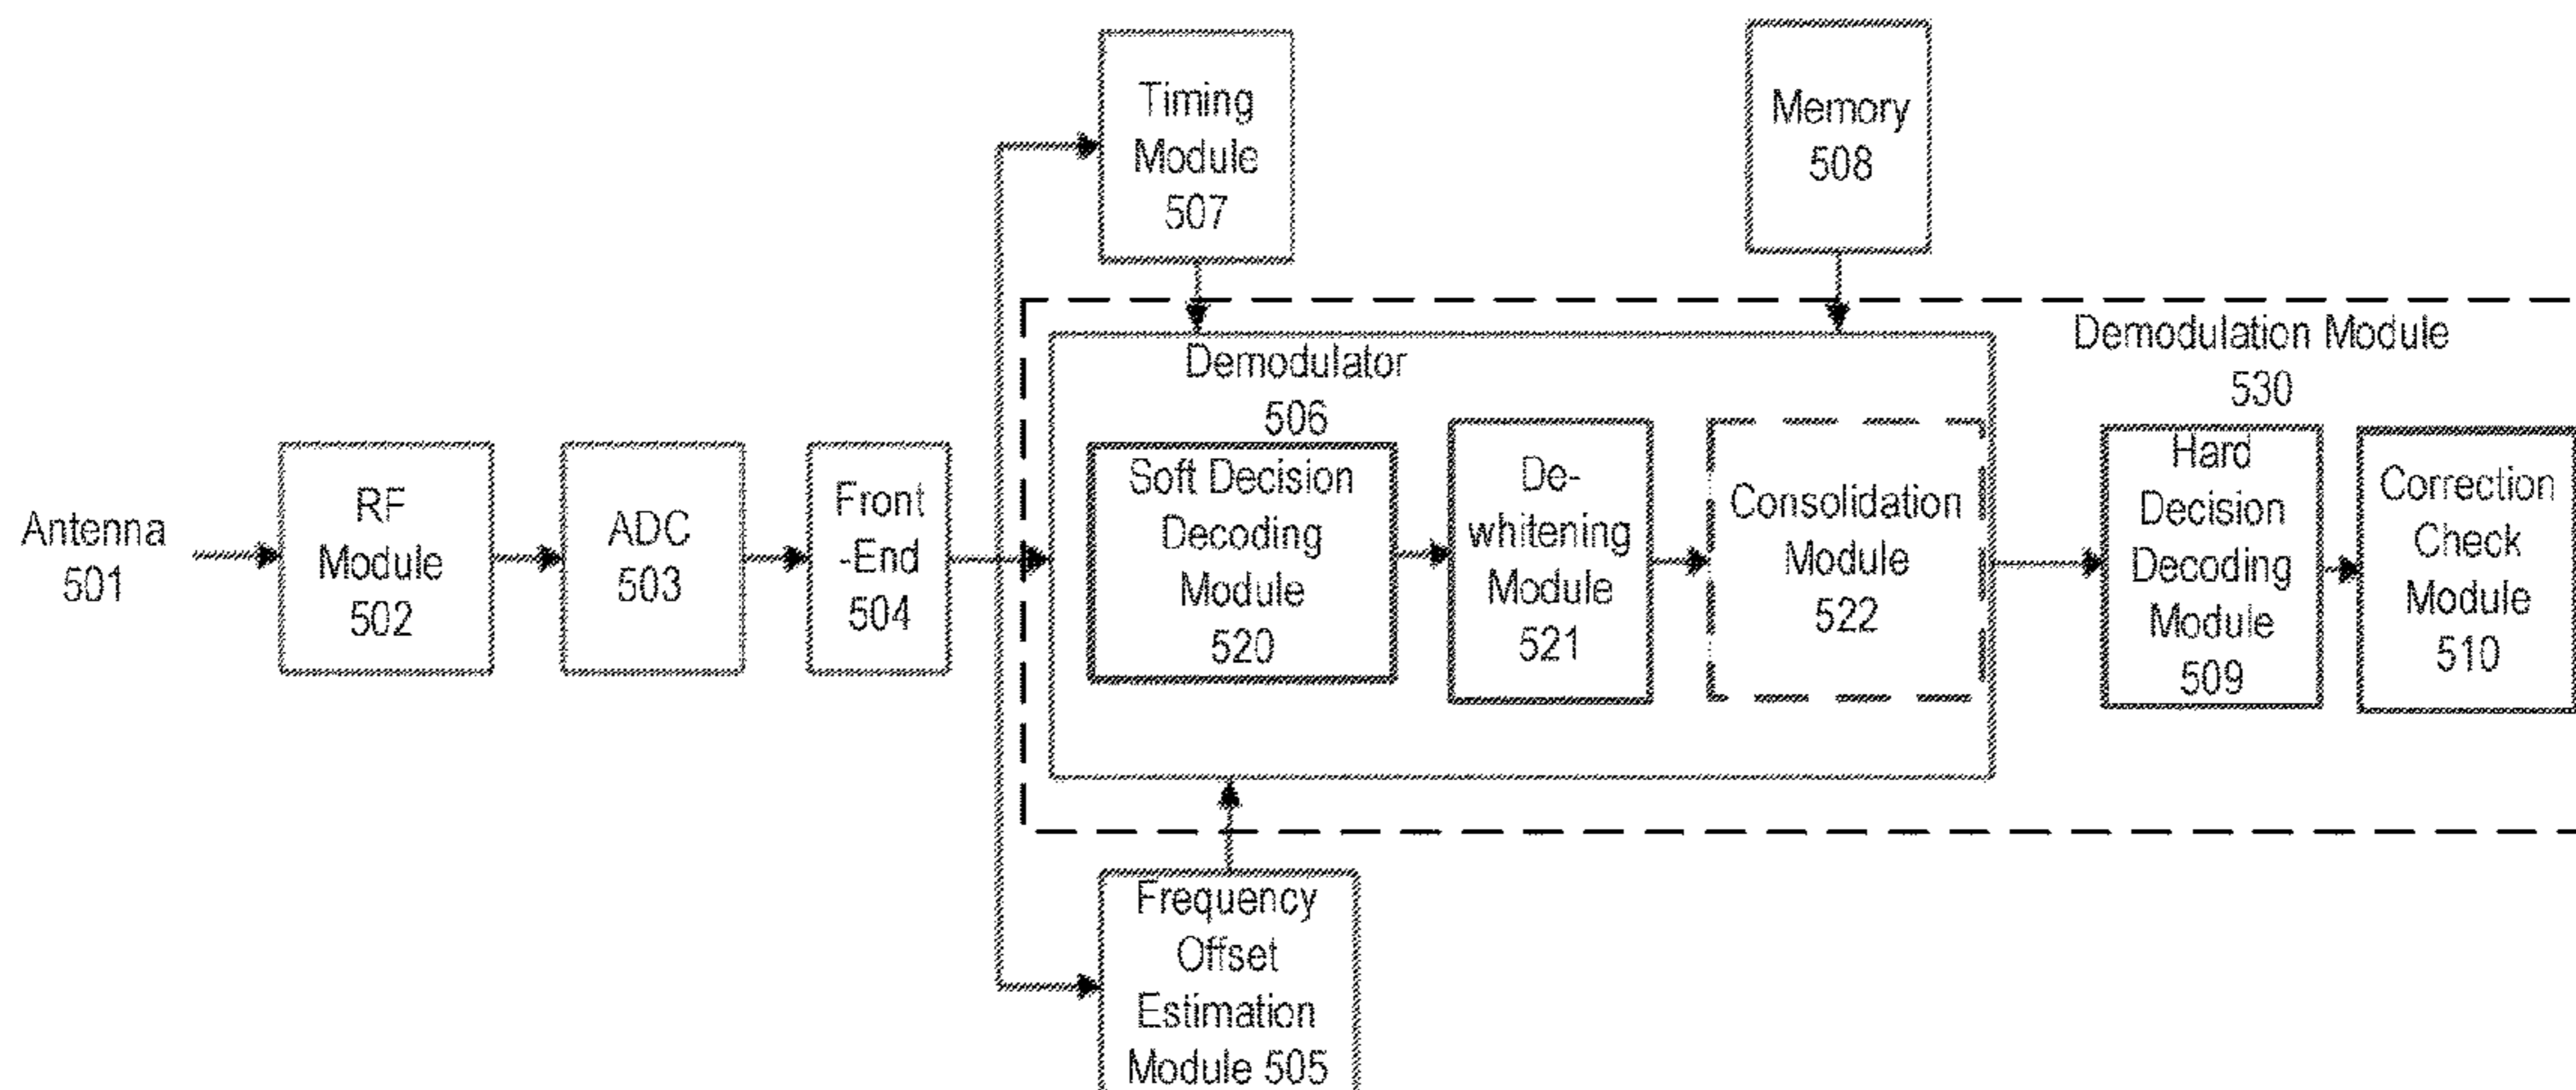 Antenna
501
RF
Module
502
ADC
503
Front
-End
504
Timing
Module
507
Memory
508
Demodulation Module
530
Demodulator
506
Soft Decision
Decoding
Module
520
De-
whitening
Module
521
Consolidation
Module
522
Hard
Decision
Decoding
Module
509
Correction
Check
Module
510
Frequency
Offset
Estimation
Module 505